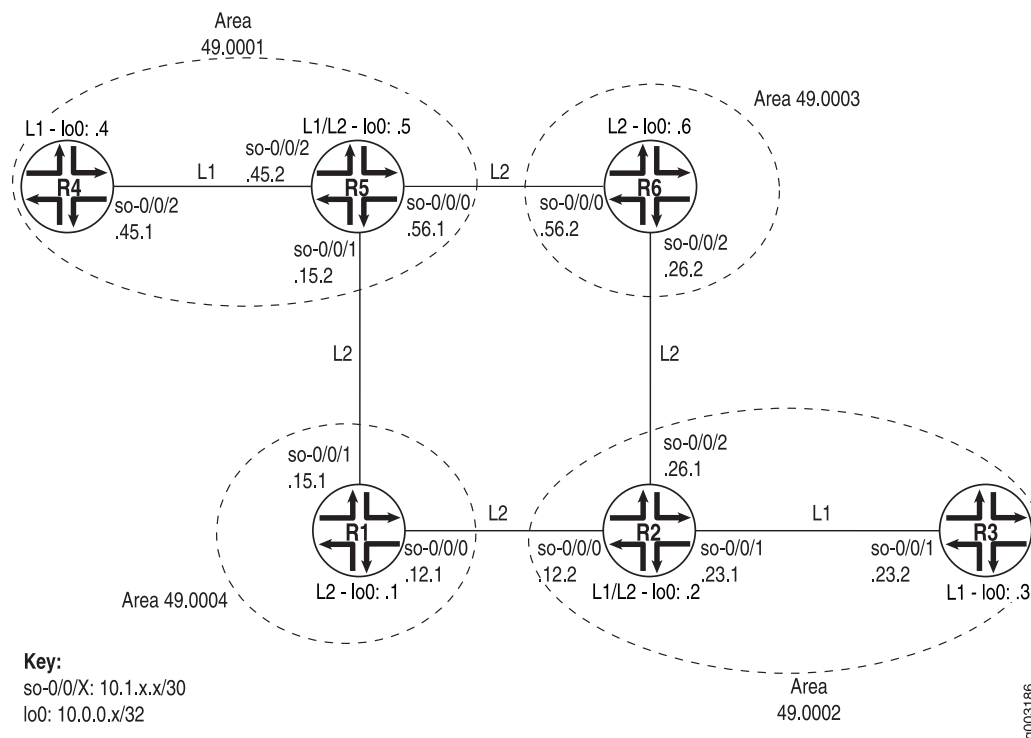 Area
49.0001
Area 49.0003
L1 - lo0: .4
L1/L2 - lo0: .5
L2 - lo0: .6
so-0/0/2
.45.2
L1
L2
R4
R5
R6
so-0/0/2
.45.1
so-0/0/0
.56.1
so-0/0/0
.56.2
so-0/0/1
.15.2
so-0/0/2
.26.2
L2
L2
so-0/0/1
.15.1
so-0/0/2
.26.1
L2
L1
R1
R2
R3
so-0/0/0
.12.1
so-0/0/0
.12.2
so-0/0/1
.23.1
so-0/0/1
.23.2
L2 - lo0: .1
L1/L2 - lo0: .2
L1 - lo0: .3
Area 49.0004
Key:
so-0/0/X: 10.1.x.x/30
lo0: 10.0.0.x/32
Area
49.0002
g003186